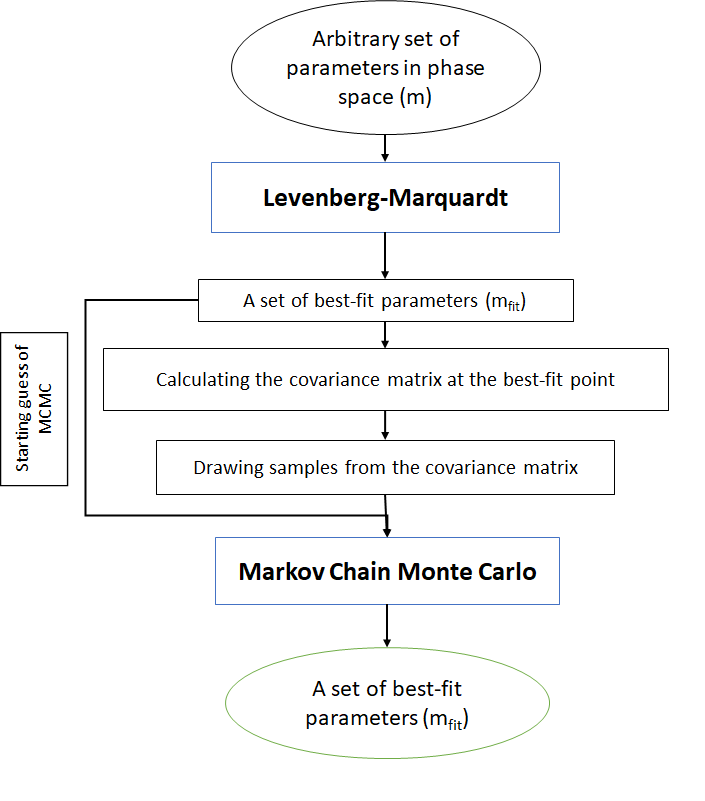 Arbitrary set of
parameters in phase
space (m)
Levenberg-Marquardt
A set of best-fit parameters (mfit)
Starting guess of
MCMC
Calculating the covariance matrix at the best-fit point
Drawing samples from the covariance matrix
Markov Chain Monte Carlo
A set of best-fit
parameters (mfit)